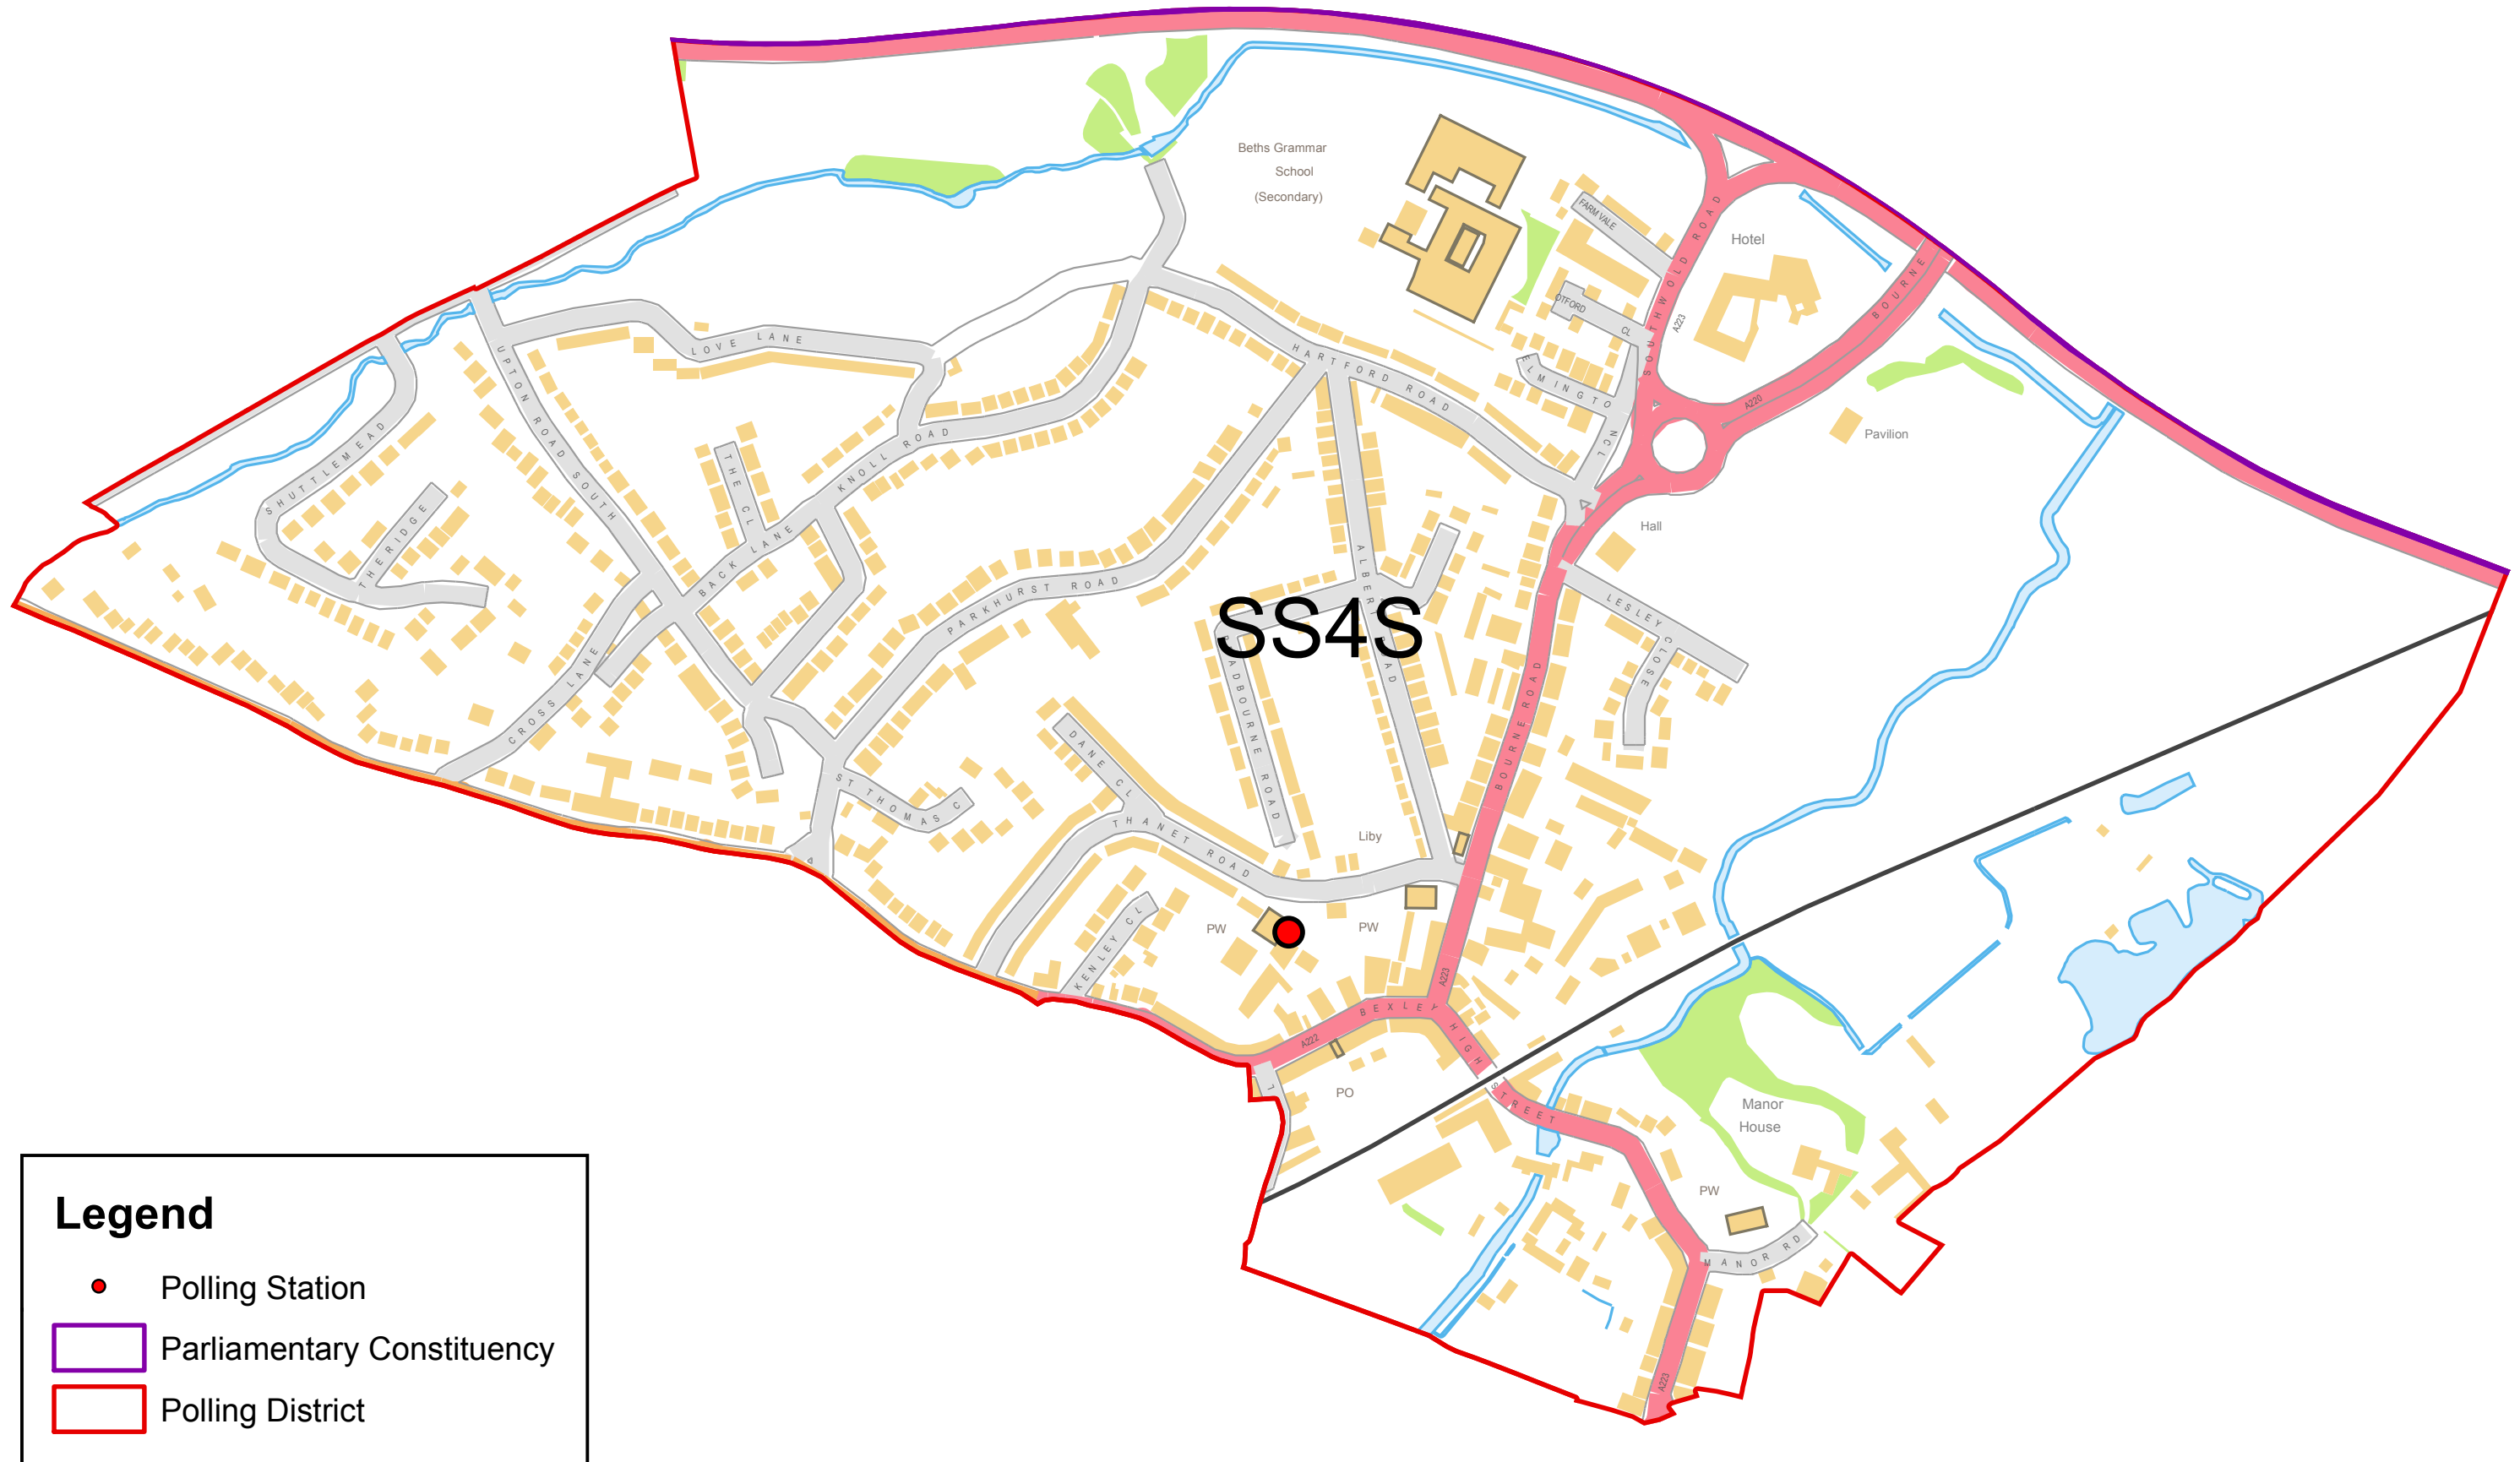 Beths Grammar
School
(Secondary)
FARM VALE
Hotel
SOUTHWOLD ROAD
A223
BOURNE
OTFORD CL
ELMINGTON CL
HARTFORD ROAD
A220
Pavilion
LOVE LANE
UPTON ROAD SOUTH
KNOLL ROAD
SHUTTLEMEAD
THE CL
THERIDGE
BACK LANE
Hall
PARKHURST ROAD
ALBERT ROAD
LESLEY CLOSE
SS4S
RADBOURNE ROAD
CROSS LANE
BOURNE ROAD
DANE CL
ST THOMAS C
THANET ROAD
Liby
KENLEY CL
PW
PW
A223
BEXLEY HIGH STREET
A222
L
PO
Manor
House
PW
MANOR RD
A223
Legend
Polling Station
Parliamentary Constituency
Polling District